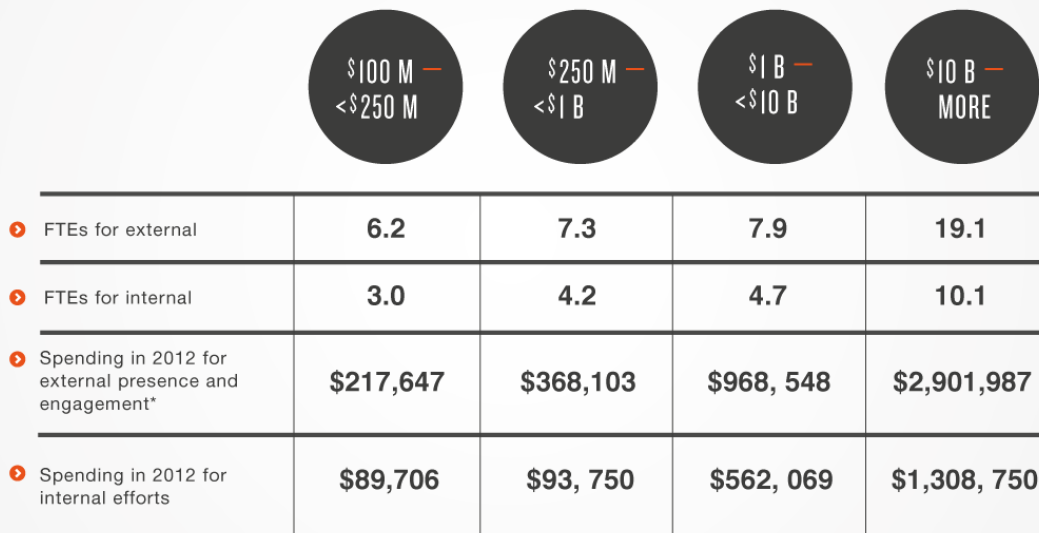 $100 M — <$250 M
$250 M — <$1 B
$1 B — <$10 B
$10 B — MORE
FTEs for external 6.2 7.3 7.9 19.1
FTEs for internal 3.0 4.2 4.7 10.1
Spending in 2012 for
external presence and
engagement* $217,647 $368,103 $968, 548 $2,901,987
Spending in 2012 for
internal efforts $89,706 $93, 750 $562, 069 $1,308, 750